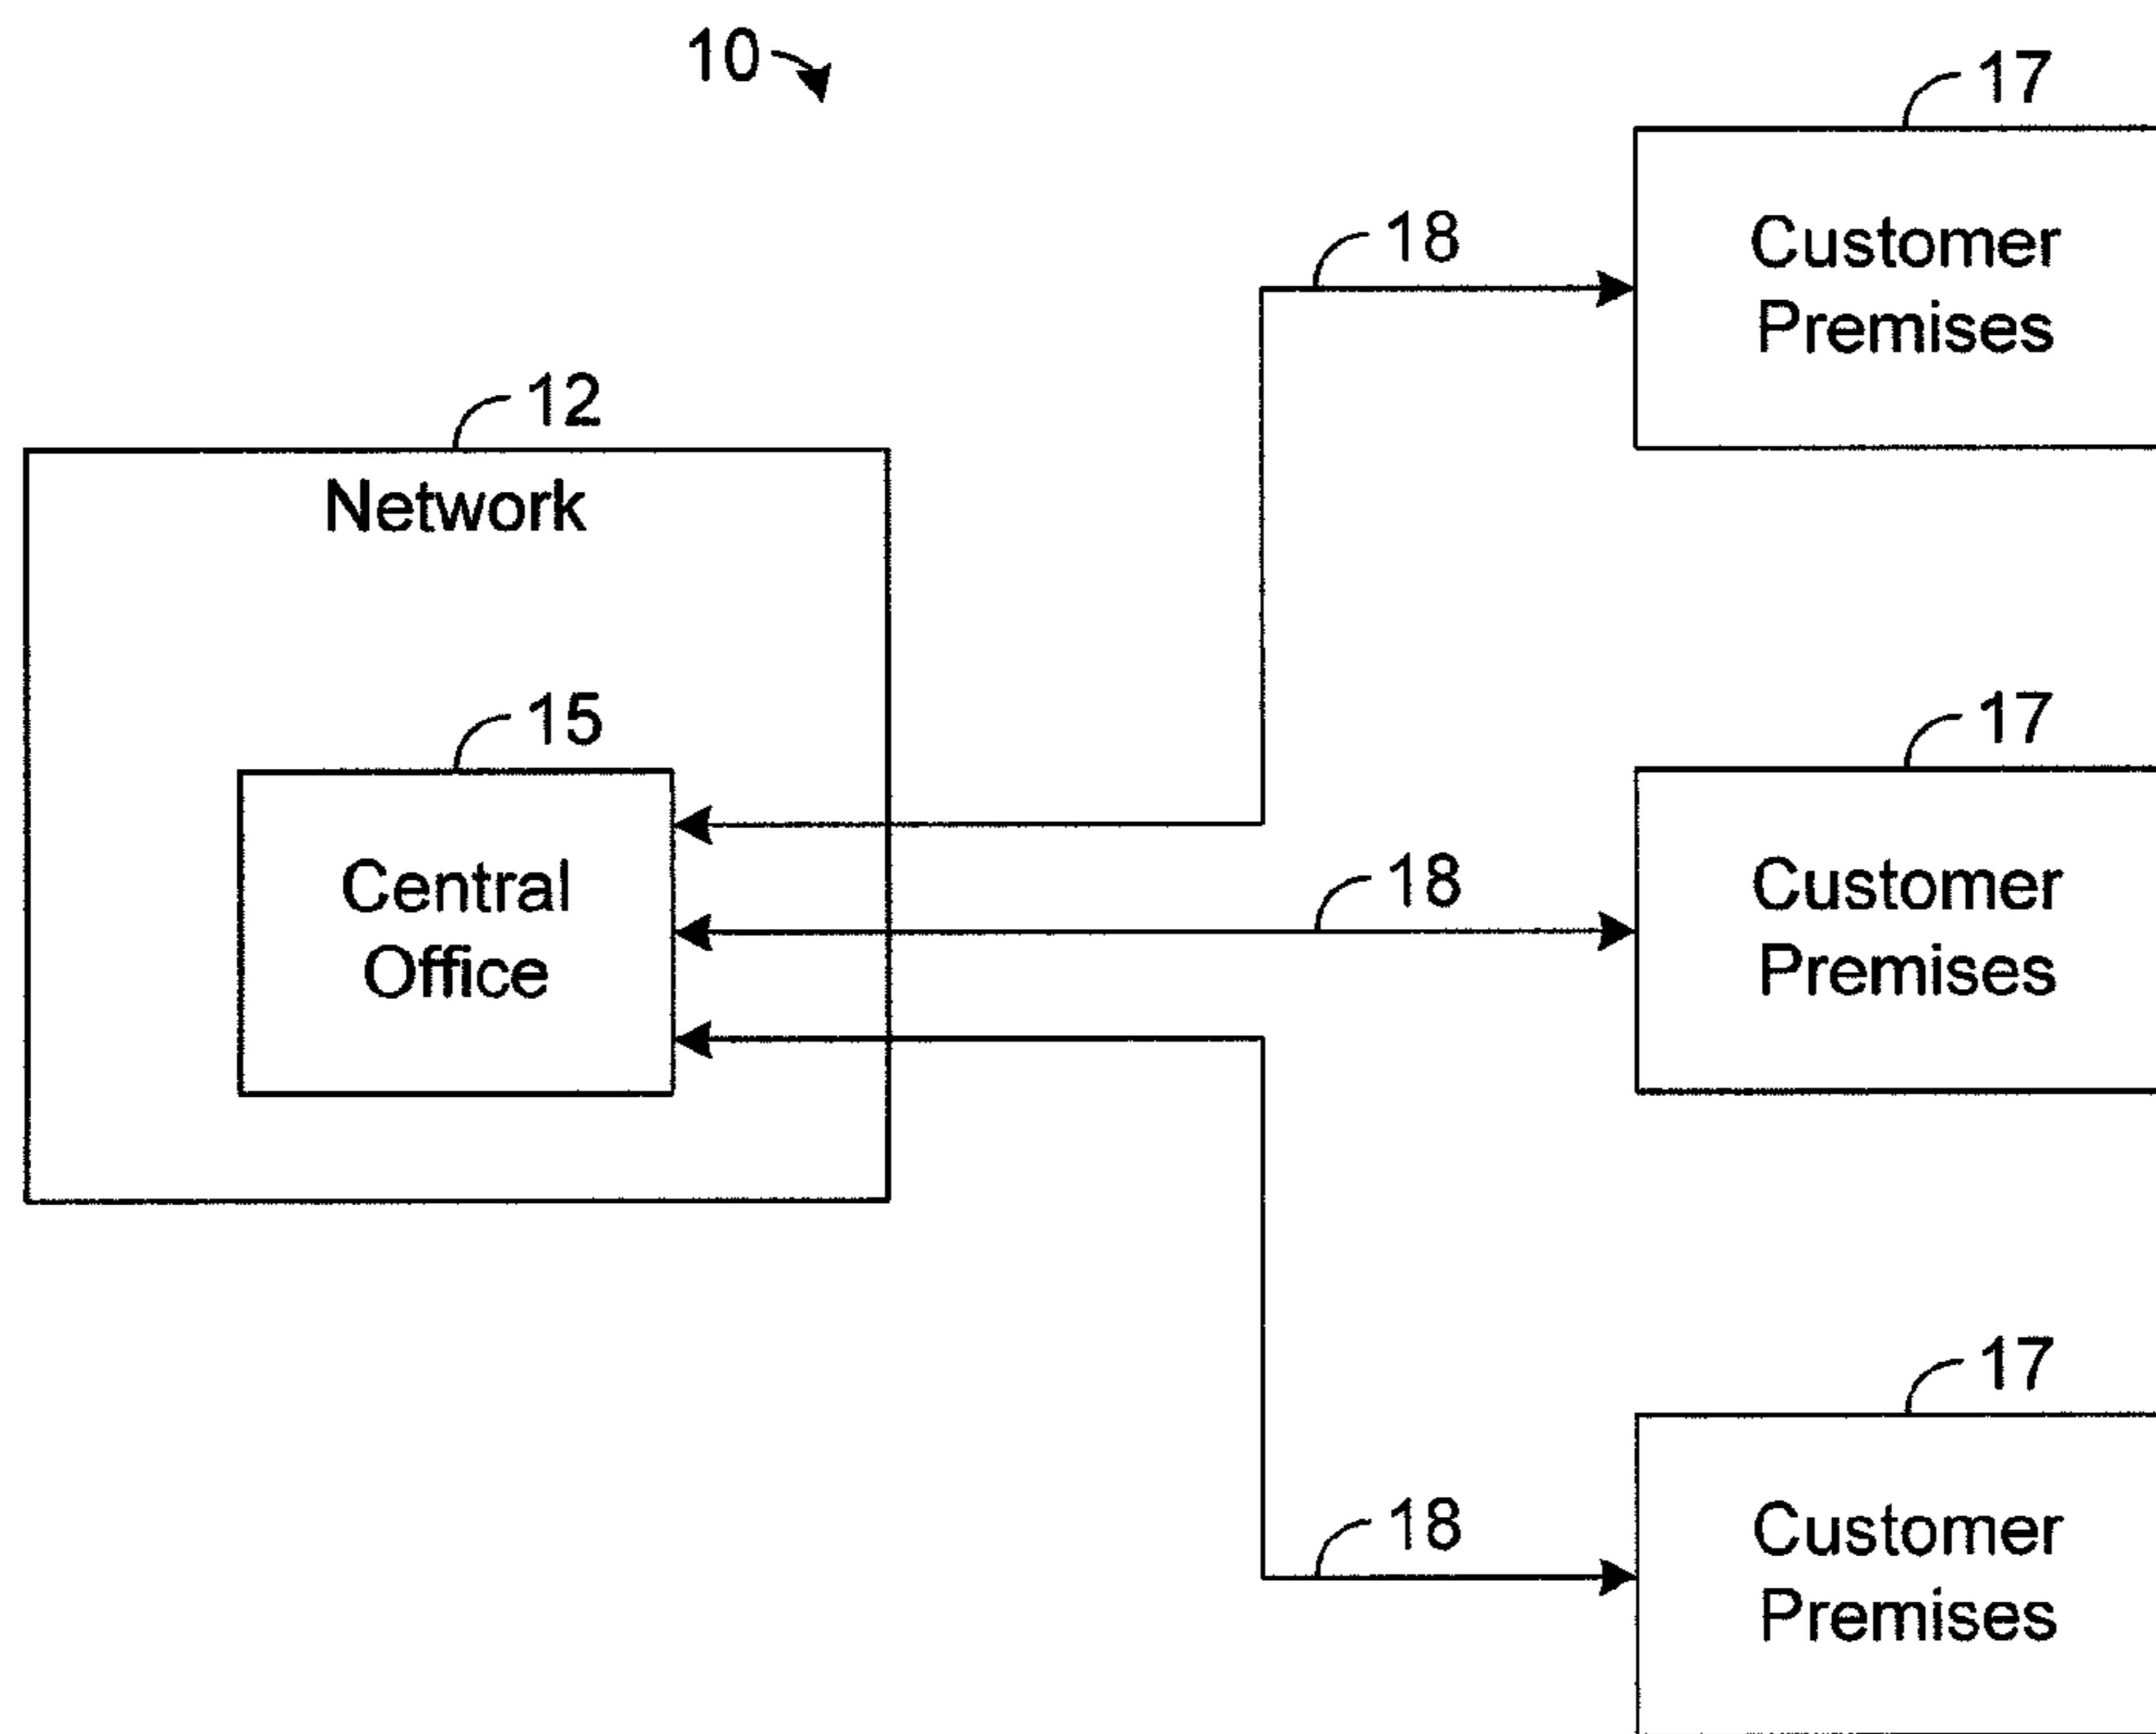 10
17
Customer
Premises
18
12
Network
15
Central
Office
17
Customer
Premises
18
17
Customer
Premises
18